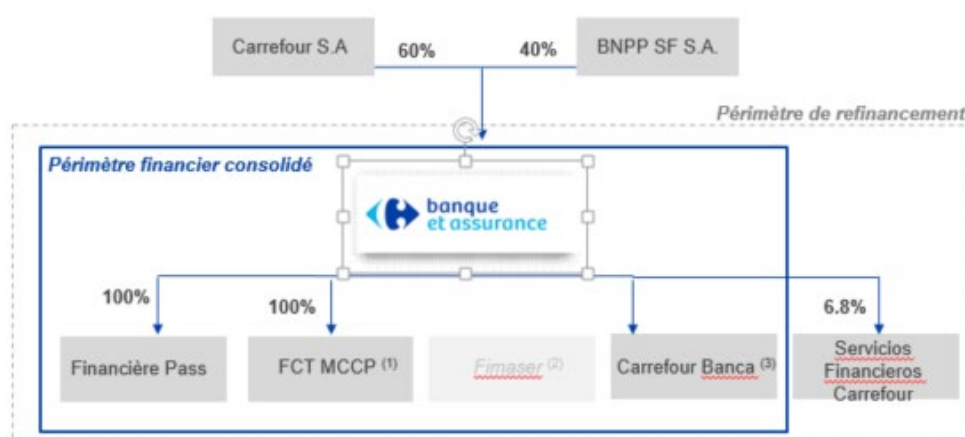 Carrefour S.A
60%
40%
BNPP SF S.A.
Périmètre de refinancement
Périmètre financier consolidé
banque
et assurance
100%
100%
6.8%
Financière Pass
FCT MCCP (1)
Fimaser (2)
Carrefour Banca (3)
Servicios
Financieros
Carrefour